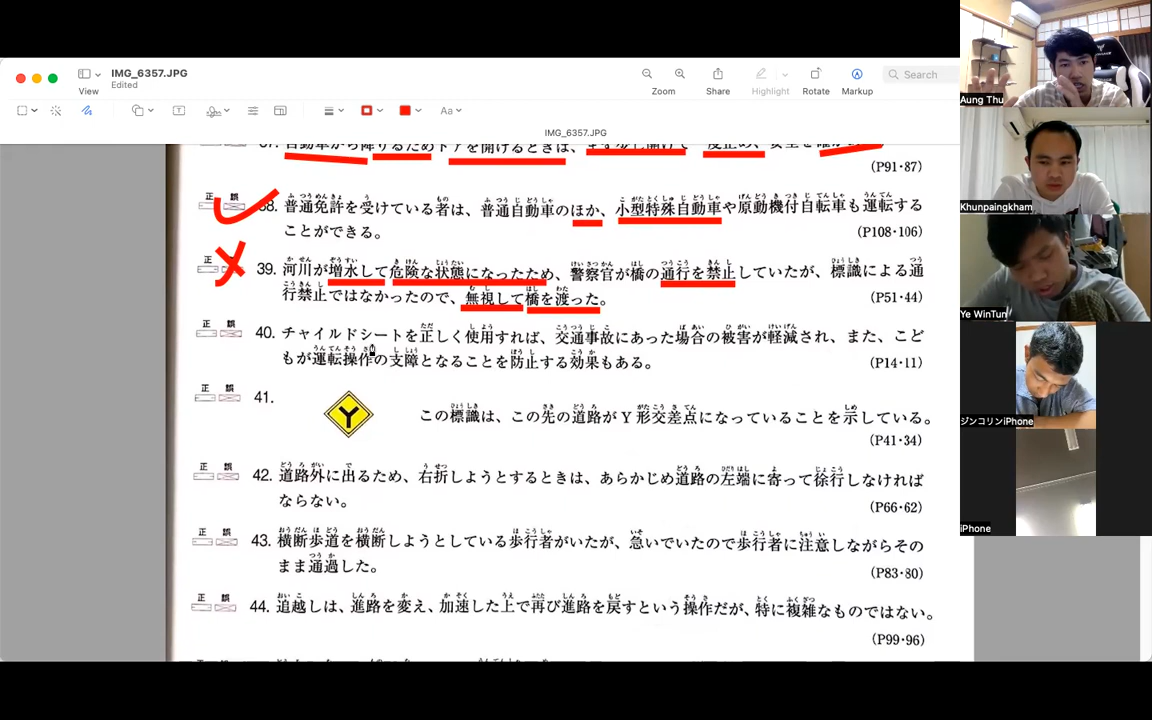 IMG_6357.JPG
Edited
View
Zoom
Share
Highlight
Rotate
Markup
Search
Aa
IMG_6357.JPG
(P91・87)
正 誤 38. 普通免許を受けている者は、普通自動車のほか、小型特殊自動車や原動機付自転車も運転する
ことができる。 (P108・106)
正 誤 39. 河川が増水して危険な状態になったため、警察官が橋の通行を禁止していたが、標識による通
行禁止ではなかったので、無視して橋を渡った。 (P51・44)
正 誤 40. チャイルドシートを正しく使用すれば、交通事故にあった場合の被害が軽減され、また、こど
もが運転操作の支障となることを防止する効果もある。 (P14・11)
正 誤 41. この標識は、この先の道路がY形交差点になっていることを示している。
(P41・34)
正 誤 42. 道路外に出るため、右折しようとするときは、あらかじめ道路の左端に寄って徐行しなければ
ならない。 (P66・62)
正 誤 43. 横断歩道を横断しようとしている歩行者がいたが、急いでいたので歩行者に注意しながらその
まま通過した。 (P83・80)
正 誤 44. 追越しは、進路を変え、加速した上で再び進路を戻すという操作だが、特に複雑なものではない。
(P99・96)
Aung Thu
Khunpaingkham
Ye WinTun
ジンコリンiPhone
iPhone